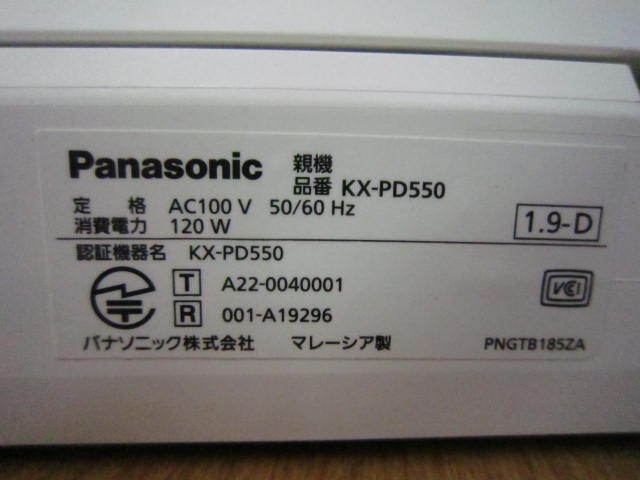 Panasonic 親機
品番 KX-PD550
定 格 AC100 V 50/60 Hz
消費電力 120 W
1.9-D
認証機器名 KX-PD550
T A22-0040001
R 001-A19296
VCCI
パナソニック株式会社 マレーシア製 PNGTB185ZA